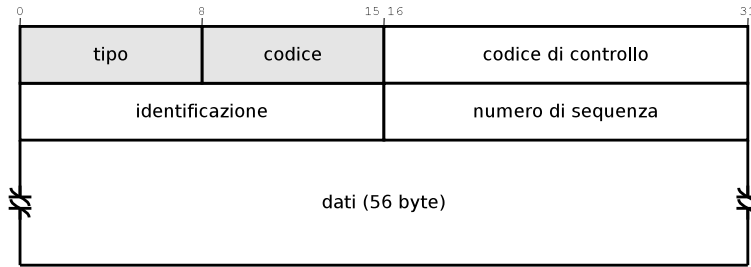 0 8 15 16 31
tipo codice codice di controllo
identificazione numero di sequenza
dati (56 byte)